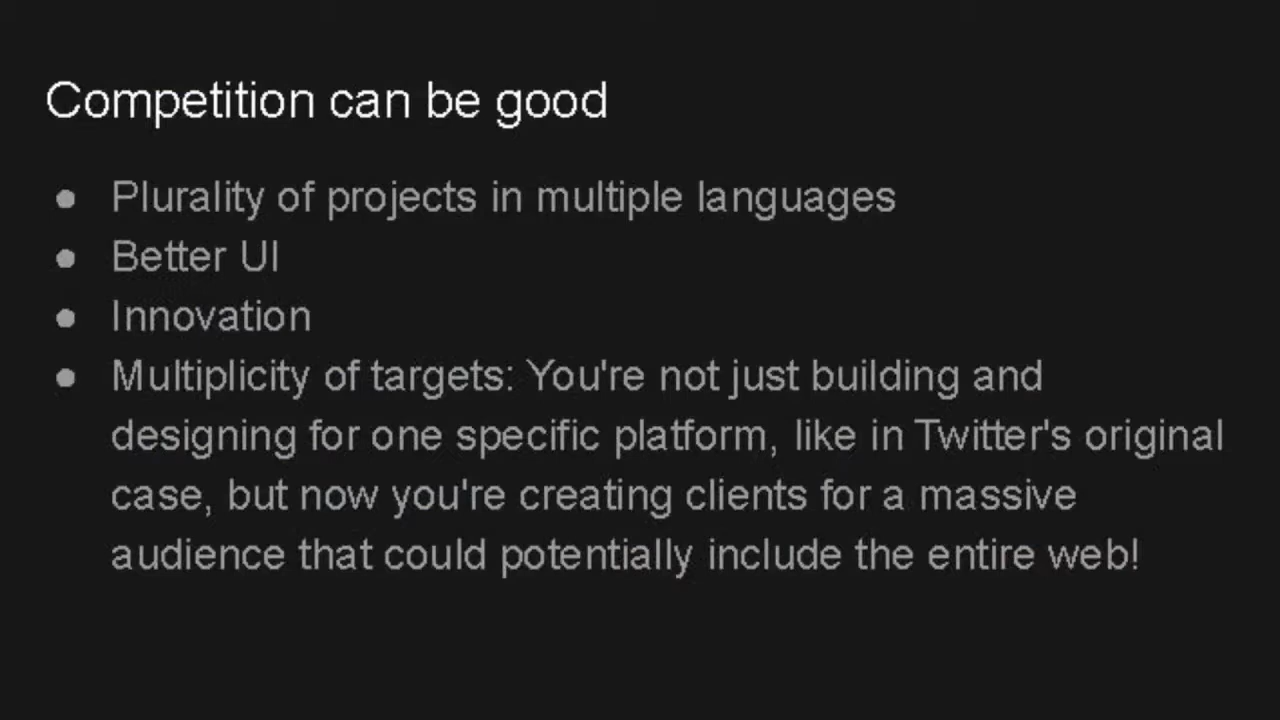 Competition can be good
● Plurality of projects in multiple languages
● Better UI
● Innovation
● Multiplicity of targets: You're not just building and
designing for one specific platform, like in Twitter's original
case, but now you're creating clients for a massive
audience that could potentially include the entire web!